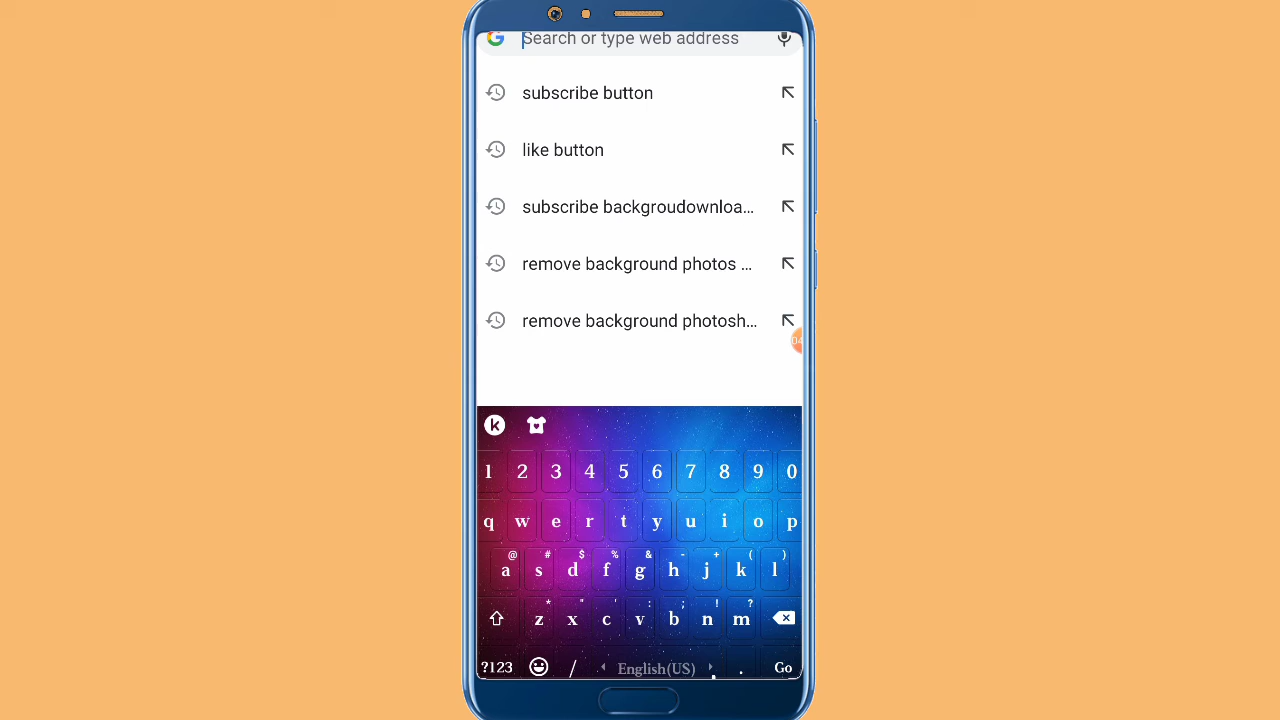 Search or type web address
subscribe button
like button
subscribe backgroudownloa...
remove background photos ...
remove background photosh...
04
k
1 2 3 4 5 6 7 8 9 0
q w e r t y u i o p
@ # $ % & - + ( )
a s d f g h j k l
* " ' : ; ! ?
z x c v b n m
?123 / English(US) , . Go